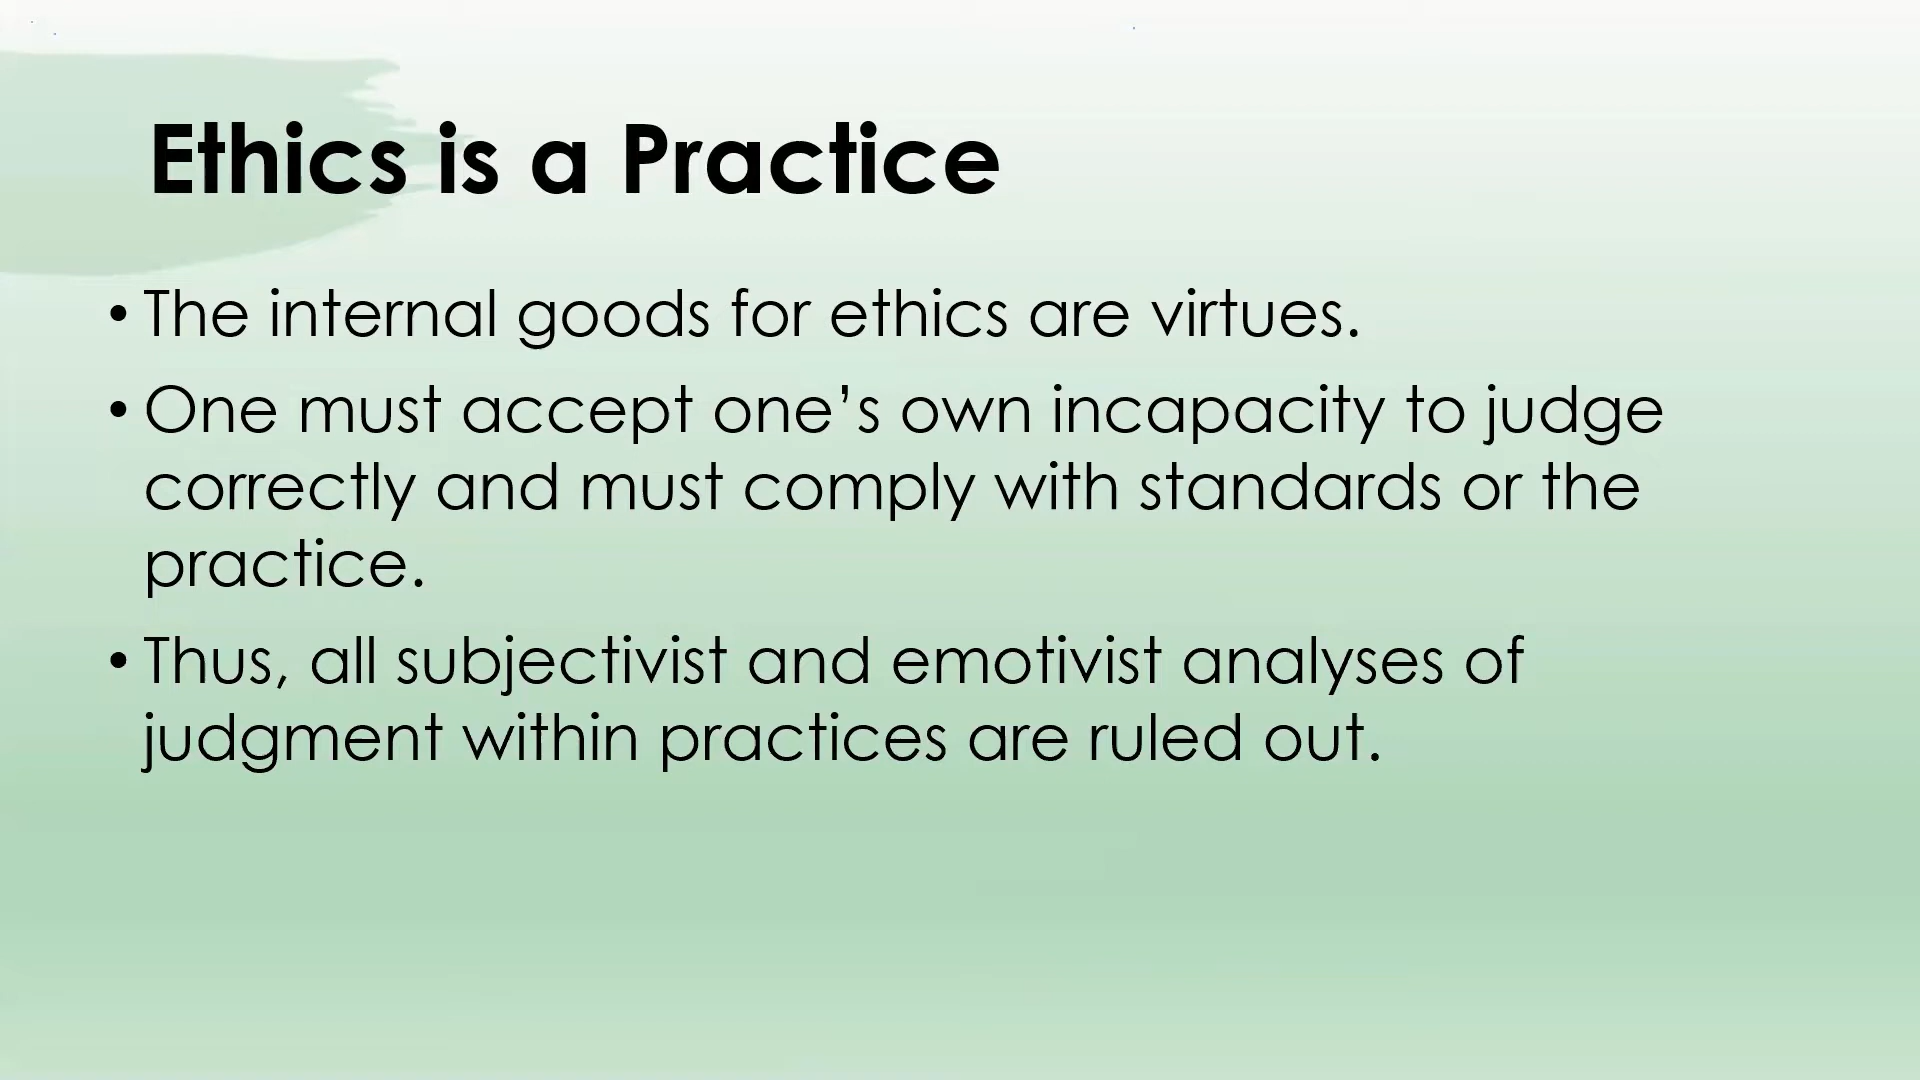 Ethics is a Practice
• The internal goods for ethics are virtues.
• One must accept one’s own incapacity to judge
correctly and must comply with standards or the
practice.
• Thus, all subjectivist and emotivist analyses of
judgment within practices are ruled out.